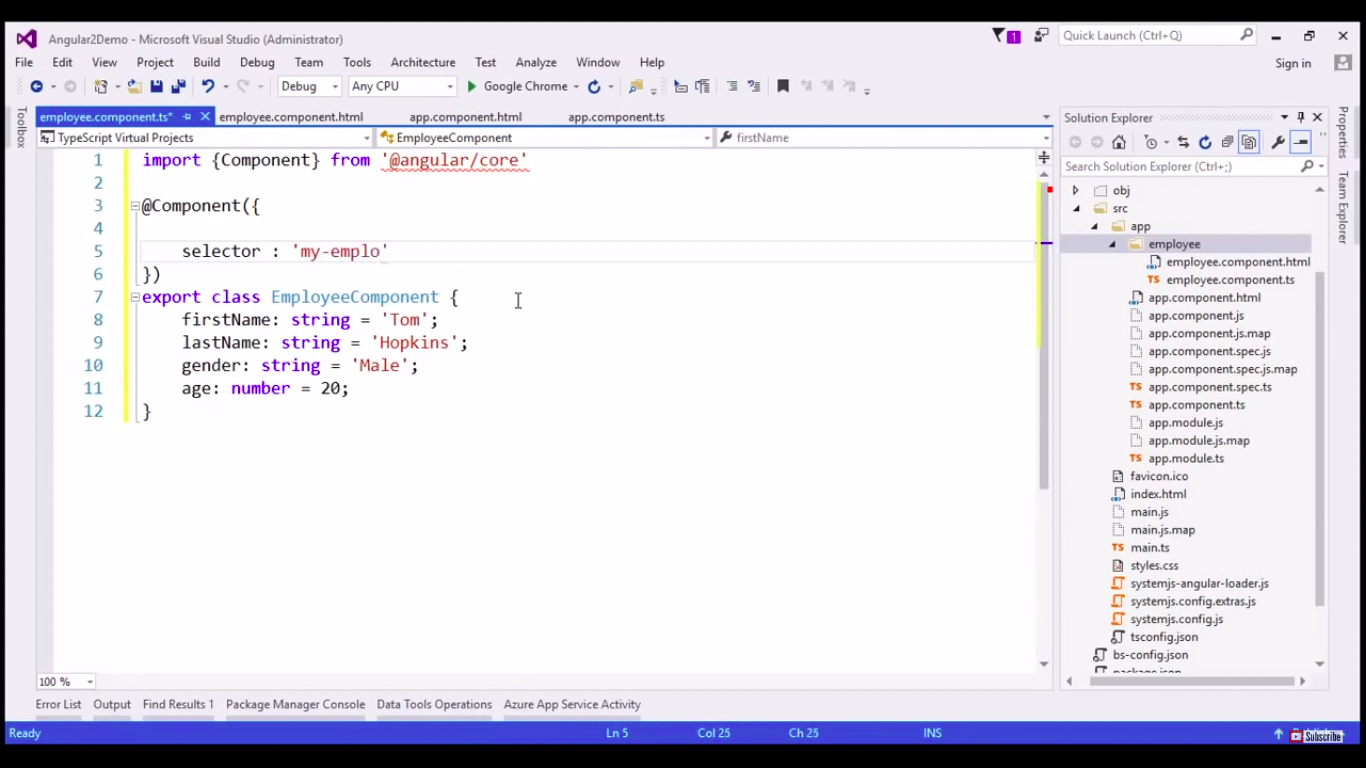 Angular2Demo - Microsoft Visual Studio (Administrator)
1
Quick Launch (Ctrl+Q)
File Edit View Project Build Debug Team Tools Architecture Test Analyze Window Help
Sign in
Debug Any CPU Google Chrome
employee.component.ts* employee.component.html app.component.html app.component.ts
TypeScript Virtual Projects EmployeeComponent firstName
Toolbox
1 import {Component} from '@angular/core'
2
3 @Component({
4
5 selector : 'my-emplo'
6 })
7 export class EmployeeComponent {
8 firstName: string = 'Tom';
9 lastName: string = 'Hopkins';
10 gender: string = 'Male';
11 age: number = 20;
12 }
100 %
Solution Explorer
Search Solution Explorer (Ctrl+;)
obj
src
app
employee
employee.component.html
TS employee.component.ts
app.component.html
app.component.js
app.component.js.map
app.component.spec.js
app.component.spec.js.map
TS app.component.spec.ts
TS app.component.ts
app.module.js
app.module.js.map
TS app.module.ts
favicon.ico
index.html
main.js
main.js.map
TS main.ts
styles.css
systemjs-angular-loader.js
systemjs.config.extras.js
systemjs.config.js
tsconfig.json
bs-config.json
package.json
Properties
Team Explorer
Error List Output Find Results 1 Package Manager Console Data Tools Operations Azure App Service Activity
Ready Ln 5 Col 25 Ch 25 INS
Subscribe